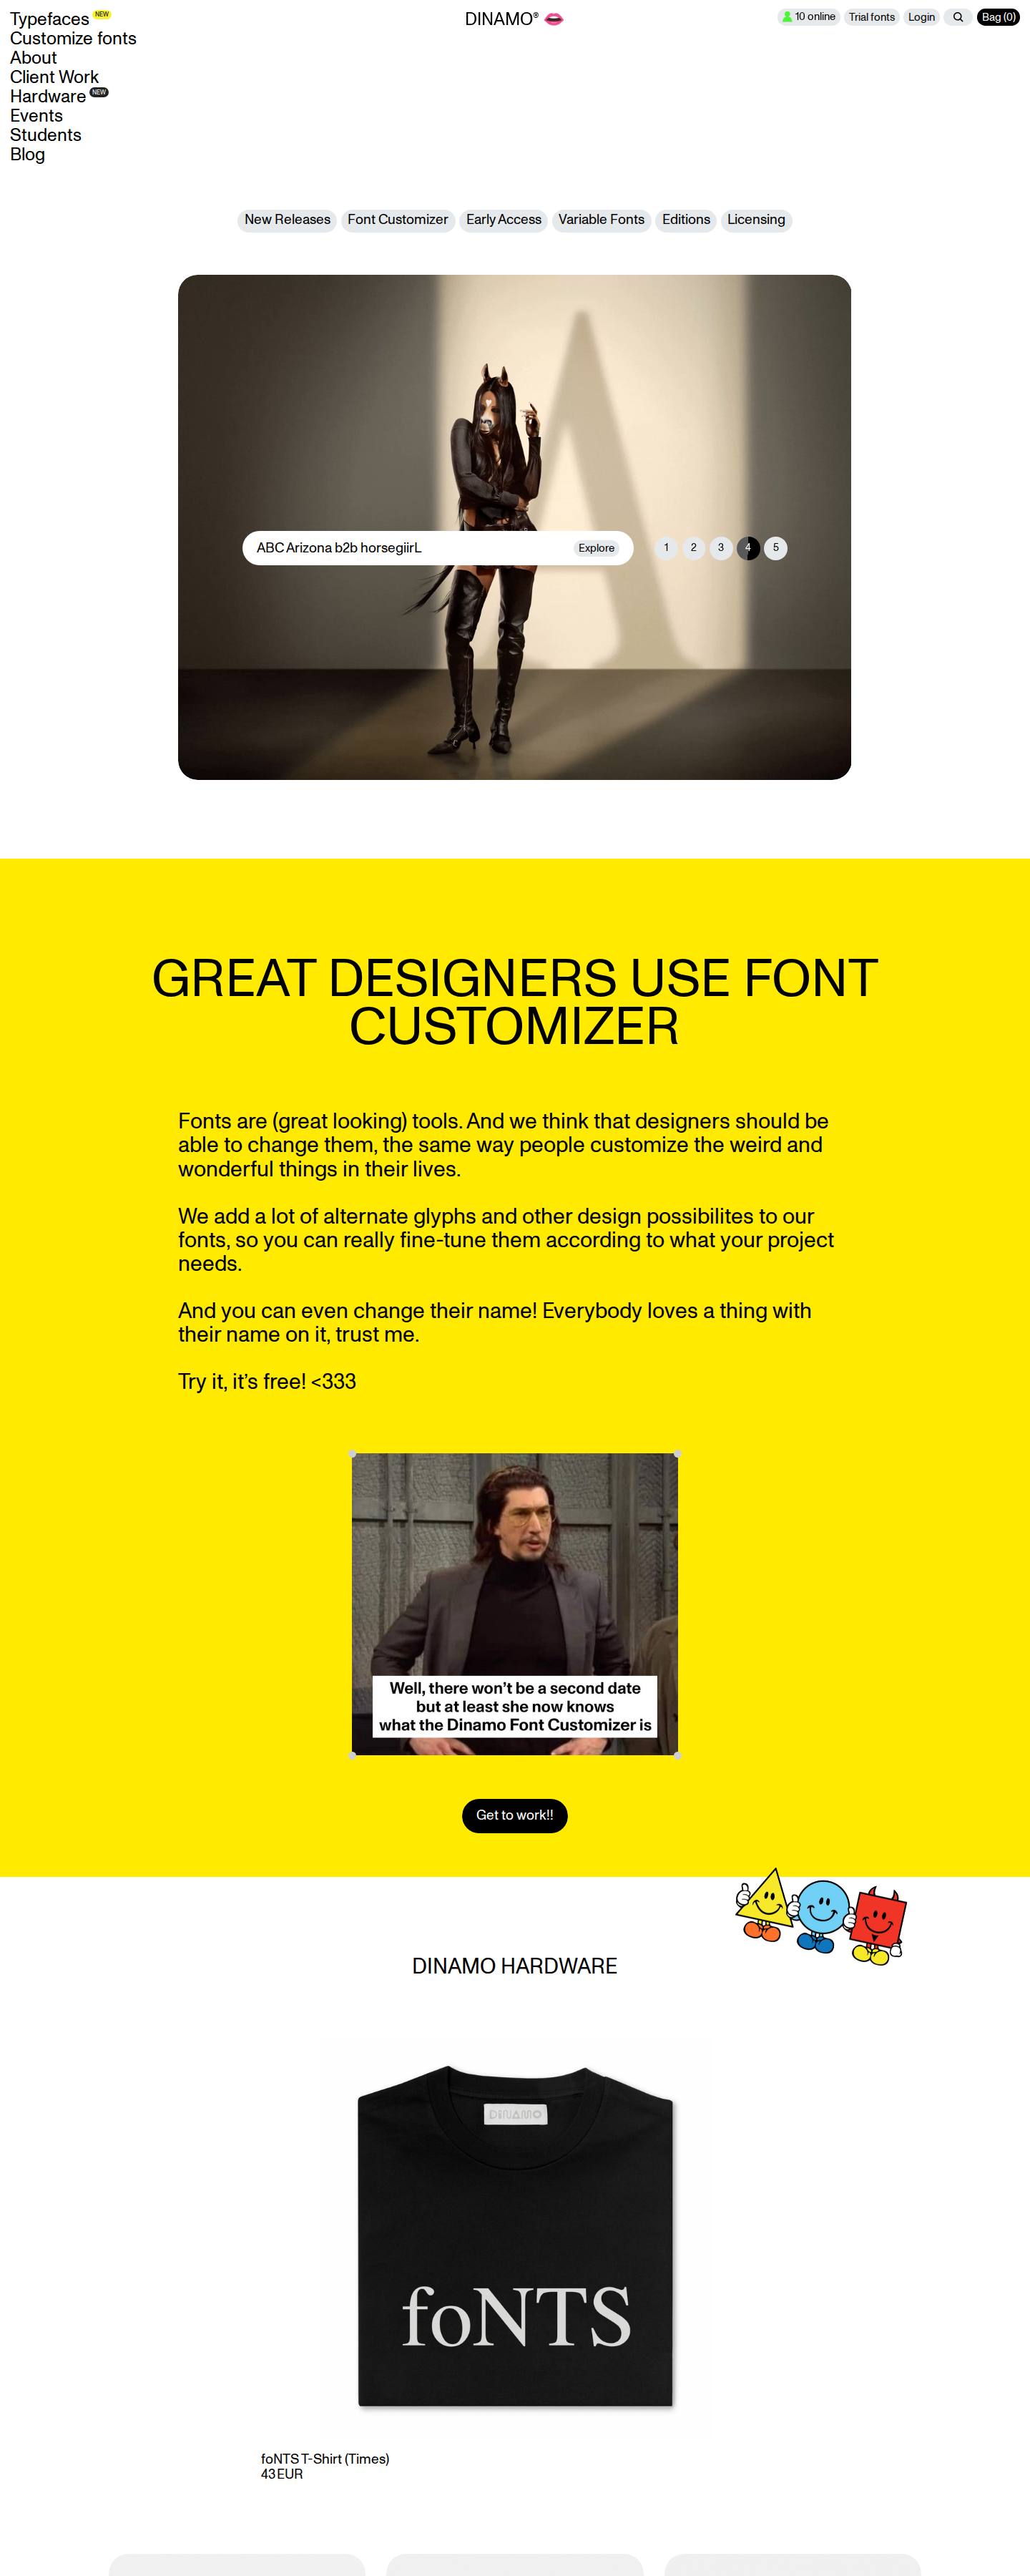 Typefaces NEW
Customize fonts
About
Client Work
Hardware NEW
Events
Students
Blog
DINAMO®
10 online
Trial fonts
Login
Bag (0)
New Releases
Font Customizer
Early Access
Variable Fonts
Editions
Licensing
A
ABC Arizona b2b horsegiirL
Explore
1
2
3
4
5
GREAT DESIGNERS USE FONT
CUSTOMIZER
Fonts are (great looking) tools. And we think that designers should be
able to change them, the same way people customize the weird and
wonderful things in their lives.
We add a lot of alternate glyphs and other design possibilites to our
fonts, so you can really fine-tune them according to what your project
needs.
And you can even change their name! Everybody loves a thing with
their name on it, trust me.
Try it, it’s free! <333
Well, there won’t be a second date
but at least she now knows
what the Dinamo Font Customizer is
Get to work!!
DINAMO HARDWARE
DINAMO
foNTS
foNTS T-Shirt (Times)
43 EUR